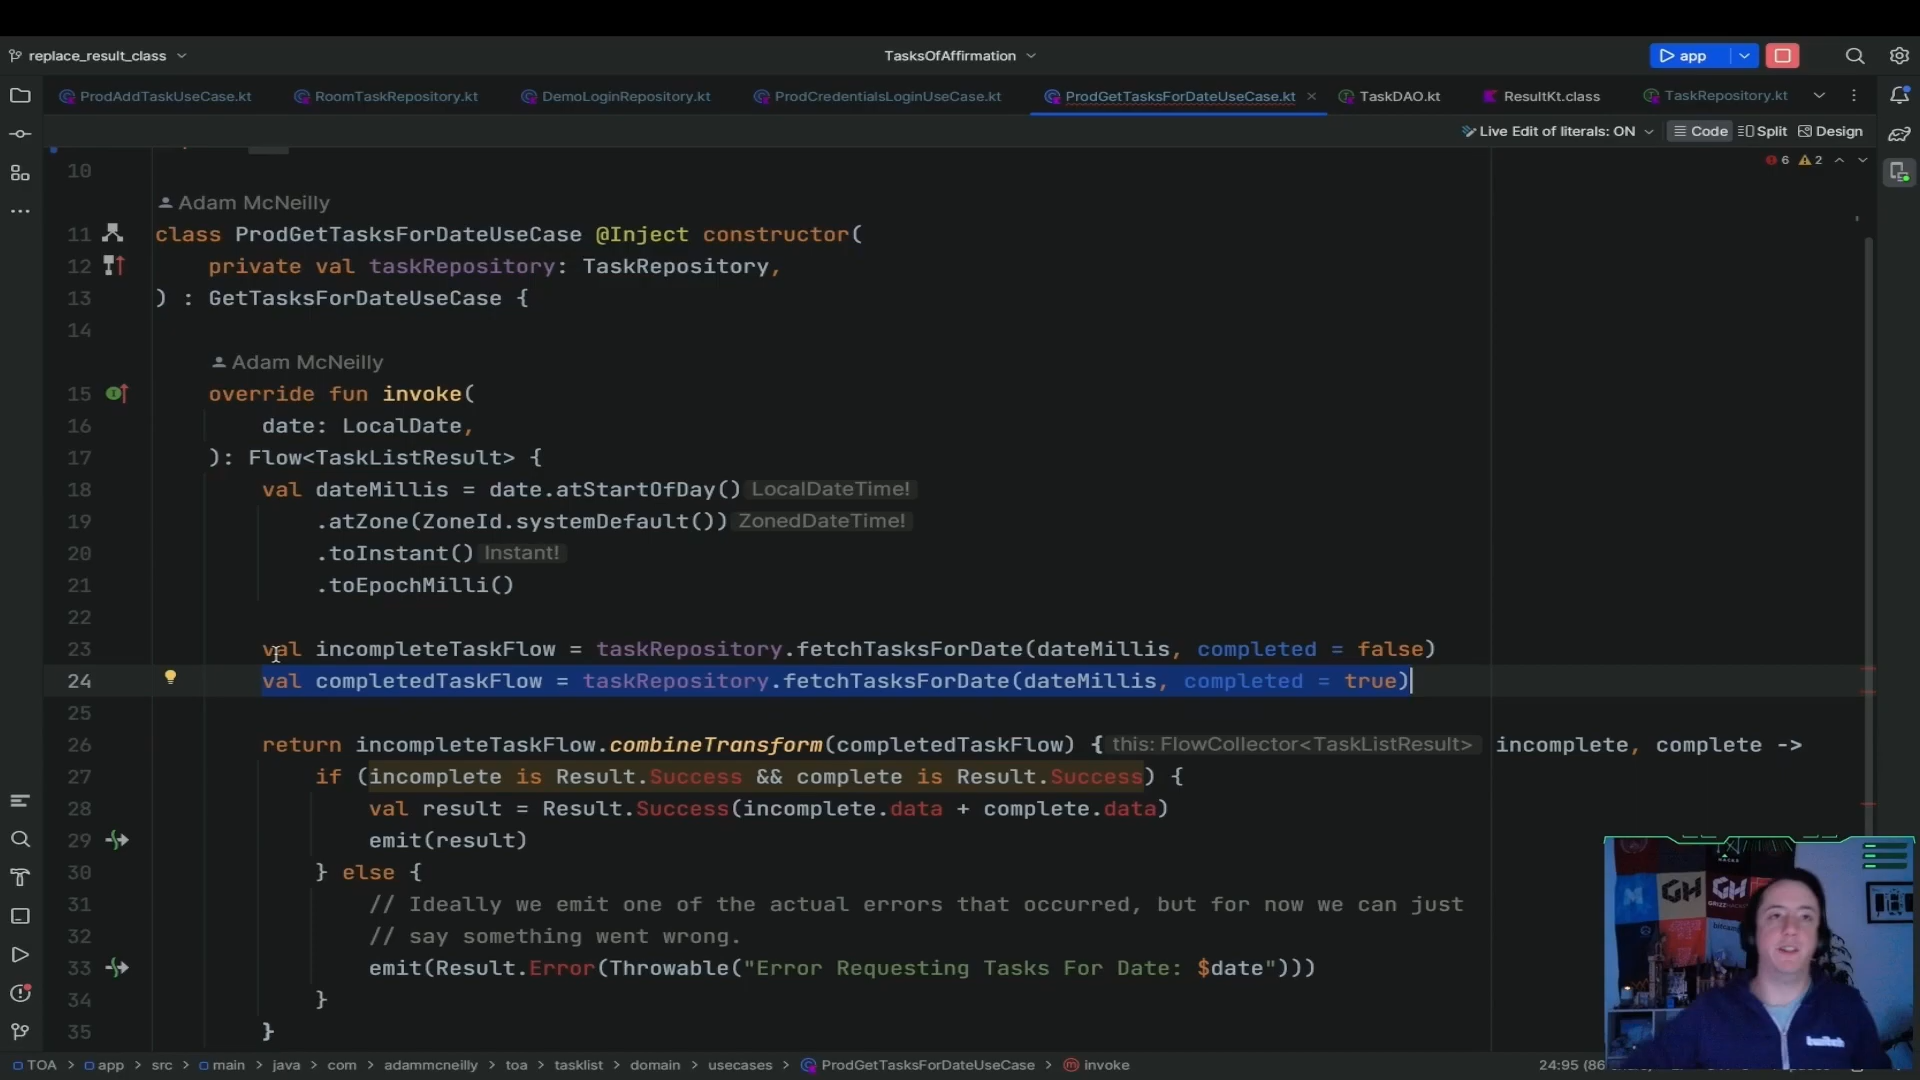 replace_result_class
TasksOfAffirmation
app
ProdAddTaskUseCase.kt
RoomTaskRepository.kt
DemoLoginRepository.kt
ProdCredentialsLoginUseCase.kt
ProdGetTasksForDateUseCase.kt
TaskDAO.kt
ResultKt.class
TaskRepository.kt
Live Edit of literals: ON
Code
Split
Design
6
2
10
Adam McNeilly
11 class ProdGetTasksForDateUseCase @Inject constructor(
12 private val taskRepository: TaskRepository,
13 ) : GetTasksForDateUseCase {
14
Adam McNeilly
15 override fun invoke(
16 date: LocalDate,
17 ): Flow<TaskListResult> {
18 val dateMillis = date.atStartOfDay() LocalDateTime!
19 .atZone(ZoneId.systemDefault()) ZonedDateTime!
20 .toInstant() Instant!
21 .toEpochMilli()
22
23 val incompleteTaskFlow = taskRepository.fetchTasksForDate(dateMillis, completed = false)
24 val completedTaskFlow = taskRepository.fetchTasksForDate(dateMillis, completed = true)
25
26 return incompleteTaskFlow.combineTransform(completedTaskFlow) { this: FlowCollector<TaskListResult> incomplete, complete ->
27 if (incomplete is Result.Success && complete is Result.Success) {
28 val result = Result.Success(incomplete.data + complete.data)
29 emit(result)
30 } else {
31 // Ideally we emit one of the actual errors that occurred, but for now we can just
32 // say something went wrong.
33 emit(Result.Error(Throwable("Error Requesting Tasks For Date: $date")))
34 }
35 }
GH
GH
twitch
TOA > app > src > main > java > com > adammcneilly > toa > tasklist > domain > usecases > ProdGetTasksForDateUseCase > invoke
24:95 (86